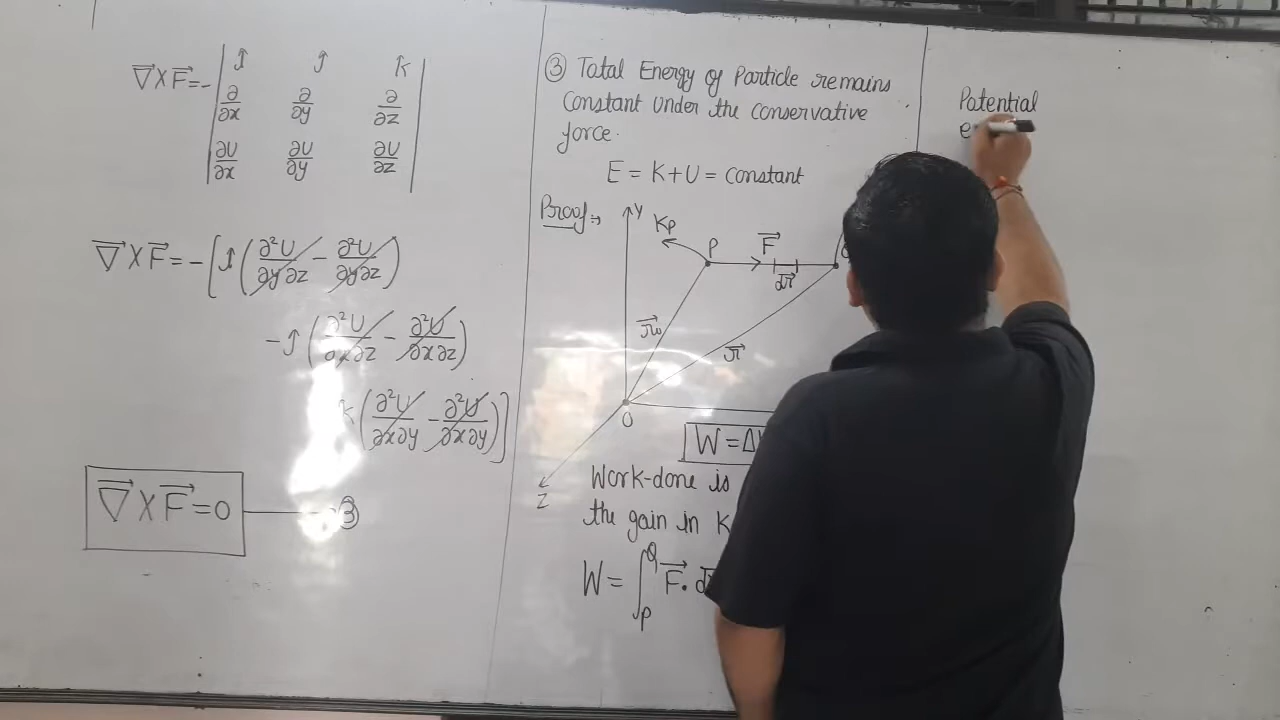 ∇×F = -| î ĵ k̂ |
| ∂/∂x ∂/∂y ∂/∂z |
| ∂U/∂x ∂U/∂y ∂U/∂z |
∇×F = -[ î ( ∂²U/∂y∂z - ∂²U/∂y∂z )
- ĵ ( ∂²U/∂x∂z - ∂²U/∂x∂z )
k̂ ( ∂²U/∂x∂y - ∂²U/∂x∂y ) ]
∇×F = 0 — 3
③ Total Energy of Particle remains
Constant under the conservative
force.
E = K+U = Constant
Proof⇒
Y
Kp
P
F
dr
r₀
r
O
Z
W = Δ
Work-done is
the gain in K
W = ∫_P^Q F.
Potential